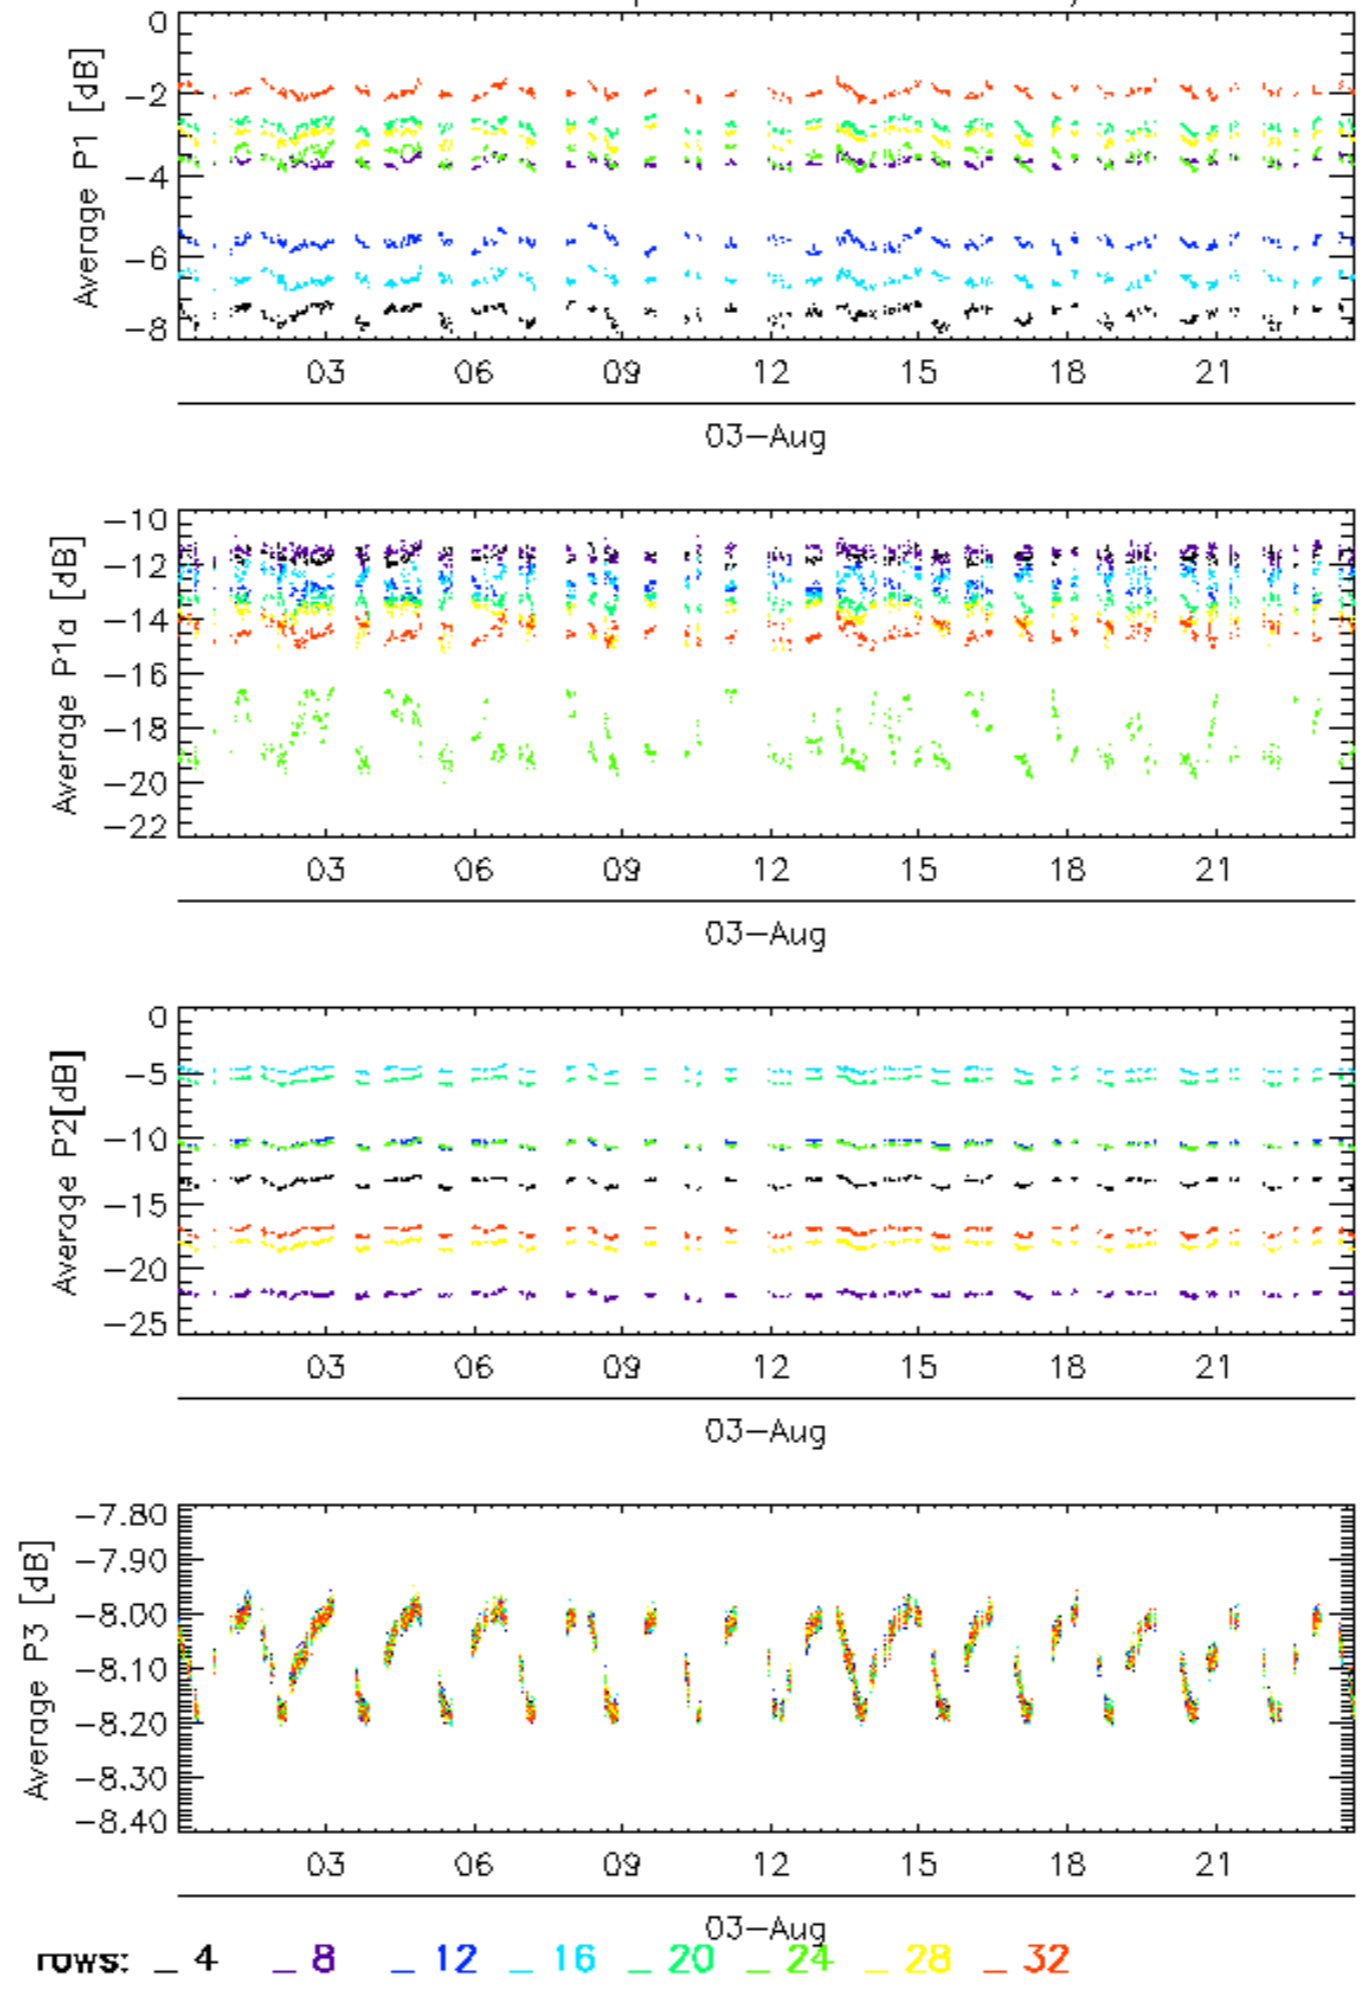 0
-2
-4
-6
-8
Average P1 [dB]
03 06 09 12 15 18 21
03-Aug
-10
-12
-14
-16
-18
-20
-22
Average P1a [dB]
03 06 09 12 15 18 21
03-Aug
0
-5
-10
-15
-20
-25
Average P2[dB]
03 06 09 12 15 18 21
03-Aug
-7.80
-7.90
-8.00
-8.10
-8.20
-8.30
-8.40
Average P3 [dB]
03 06 09 12 15 18 21
03-Aug
rows: _ 4 _ 8 _ 12 _ 16 _ 20 _ 24 _ 28 _ 32